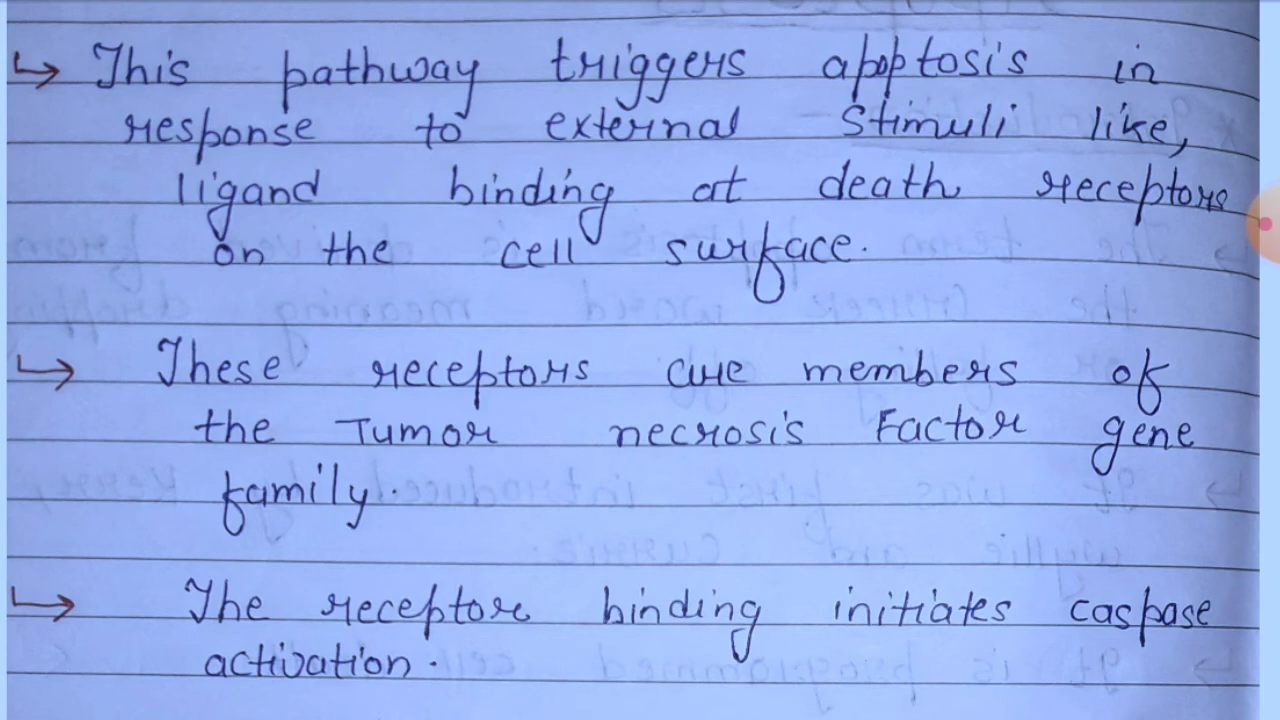 ↳ This pathway triggers apoptosis in
response to external stimuli like,
ligand binding at death receptors
on the cell surface.
↳ These receptors are members of
the Tumor necrosis Factor gene
family.
↳ The receptor binding initiates caspase
activation.